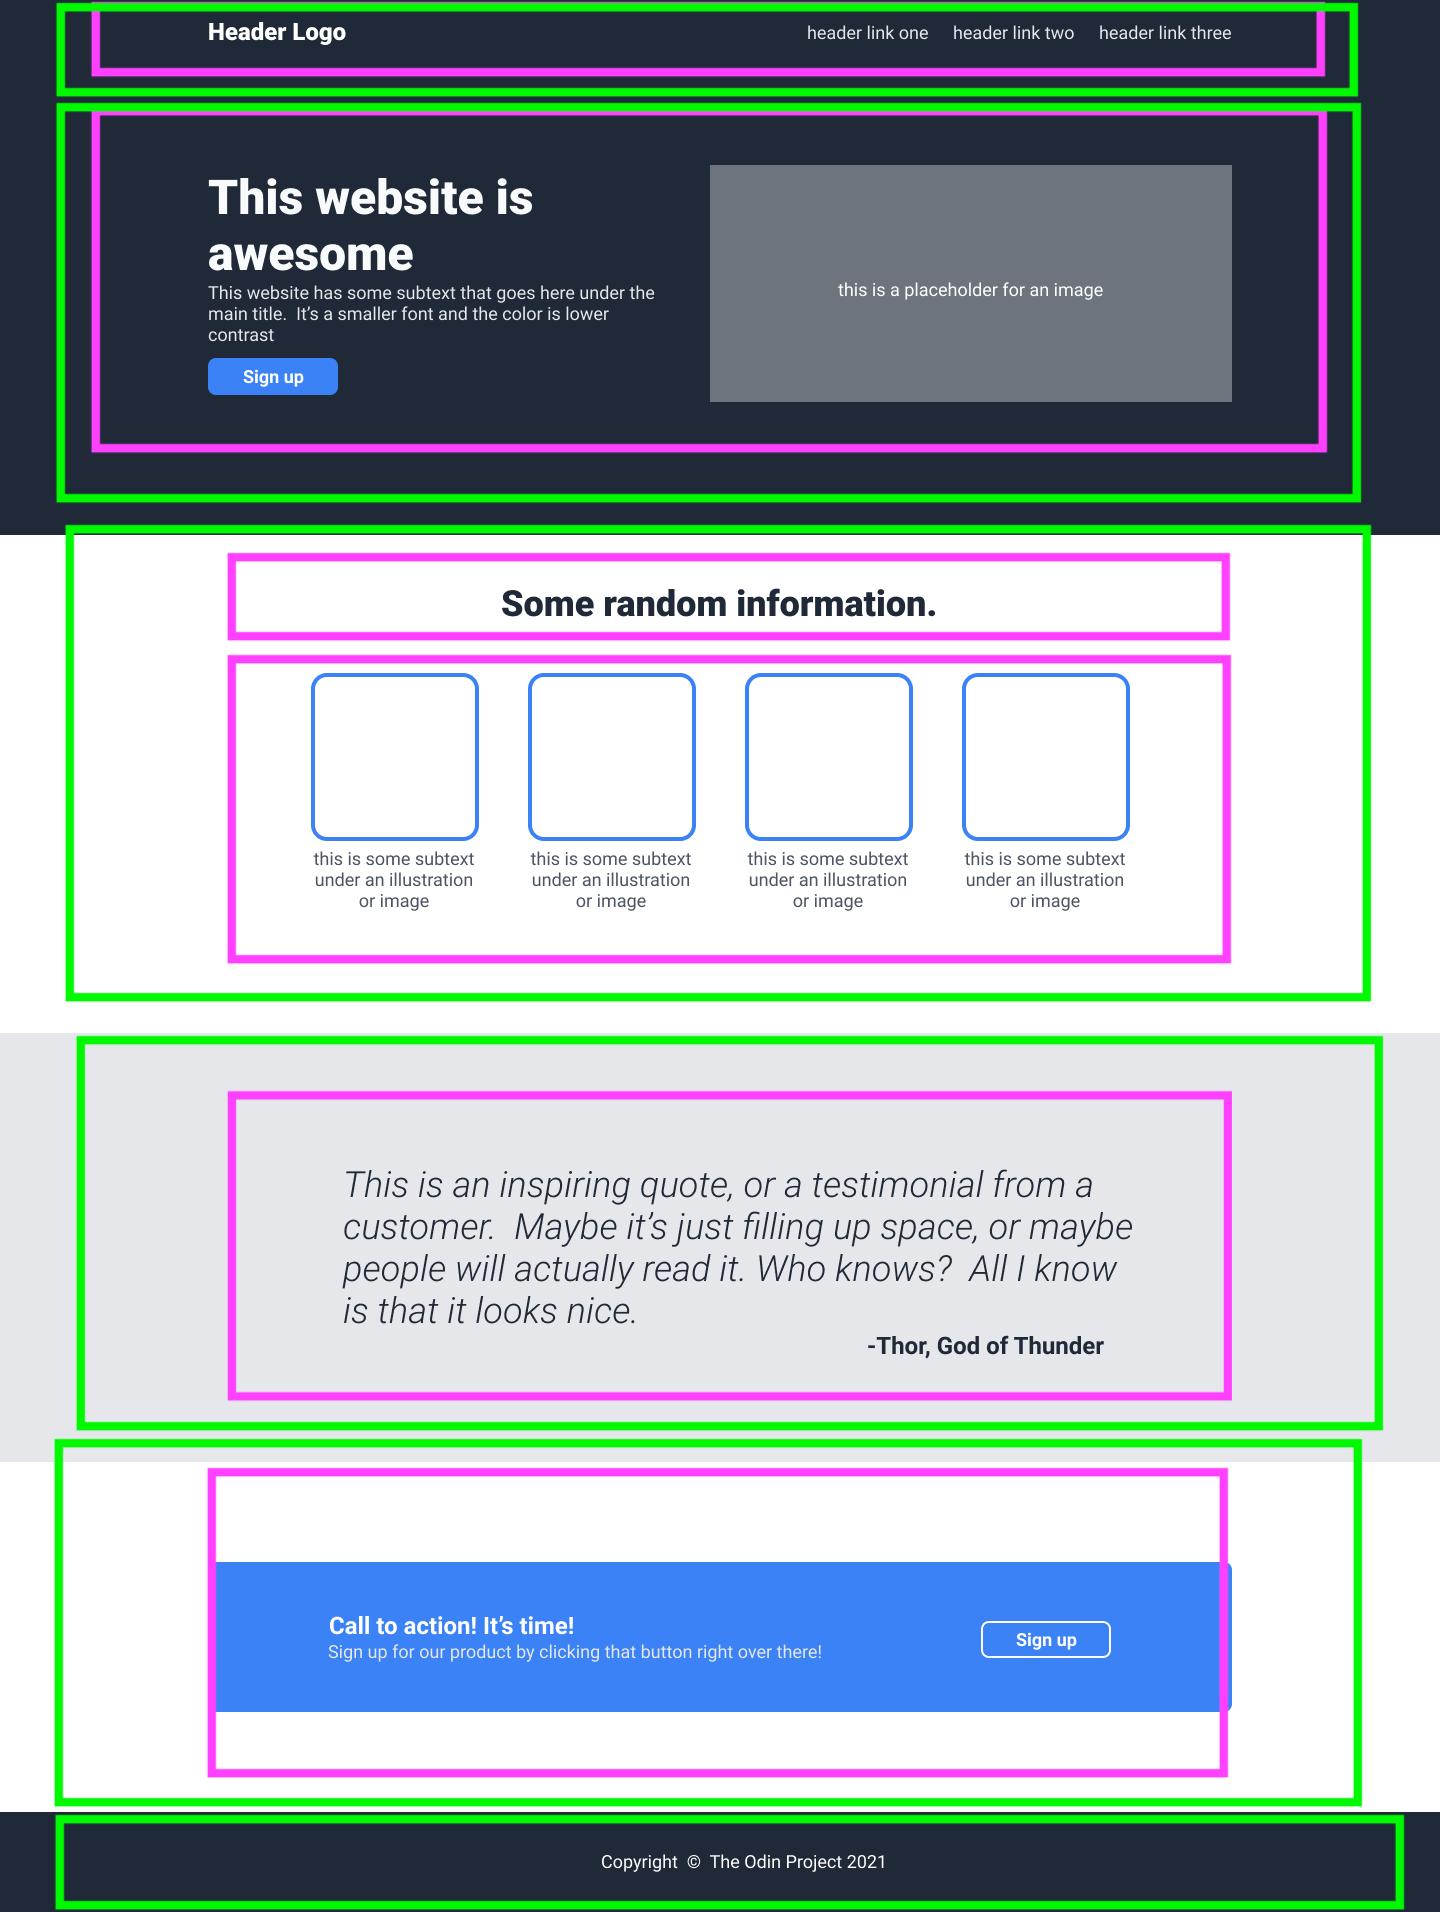 Header Logo
header link one header link two header link three
This website is
awesome
This website has some subtext that goes here under the
main title.  It’s a smaller font and the color is lower
contrast
Sign up
this is a placeholder for an image
Some random information.
this is some subtext
under an illustration
or image
this is some subtext
under an illustration
or image
this is some subtext
under an illustration
or image
this is some subtext
under an illustration
or image
This is an inspiring quote, or a testimonial from a
customer.  Maybe it’s just filling up space, or maybe
people will actually read it. Who knows?  All I know
is that it looks nice.
-Thor, God of Thunder
Call to action! It’s time!
Sign up for our product by clicking that button right over there!
Sign up
Copyright © The Odin Project 2021